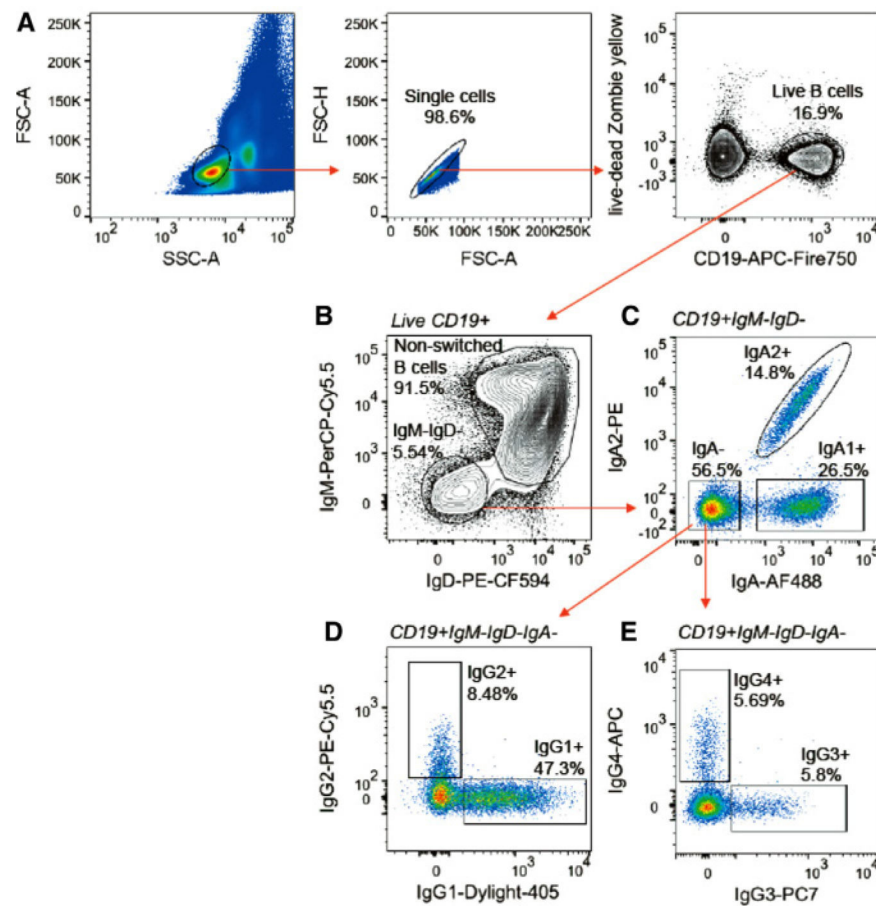 A
FSC-A
250K
200K
150K
100K
50K
0
10^2
10^3
10^4
10^5
SSC-A
FSC-H
250K
200K
150K
100K
50K
0
Single cells
98.6%
0
50K
100K
150K
200K
250K
FSC-A
live-dead Zombie yellow
10^5
10^4
10^3
0
-10^3
Live B cells
16.9%
0
10^3
10^4
CD19-APC-Fire750
B
Live CD19+
IgM-PerCP-Cy5.5
10^5
10^4
10^3
0
Non-switched
B cells
91.5%
IgM-IgD-
5.54%
0
10^3
10^4
10^5
IgD-PE-CF594
C
CD19+IgM-IgD-
IgA2-PE
10^5
10^4
10^3
10^2
0
-10^2
IgA2+
14.8%
IgA-
56.5%
IgA1+
26.5%
0
10^3
10^4
10^5
IgA-AF488
D
CD19+IgM-IgD-IgA-
IgG2-PE-Cy5.5
10^3
10^2
0
IgG2+
8.48%
IgG1+
47.3%
0
10^3
10^4
IgG1-Dylight-405
E
CD19+IgM-IgD-IgA-
IgG4-APC
10^4
10^3
0
IgG4+
5.69%
IgG3+
5.8%
0
10^3
10^4
IgG3-PC7